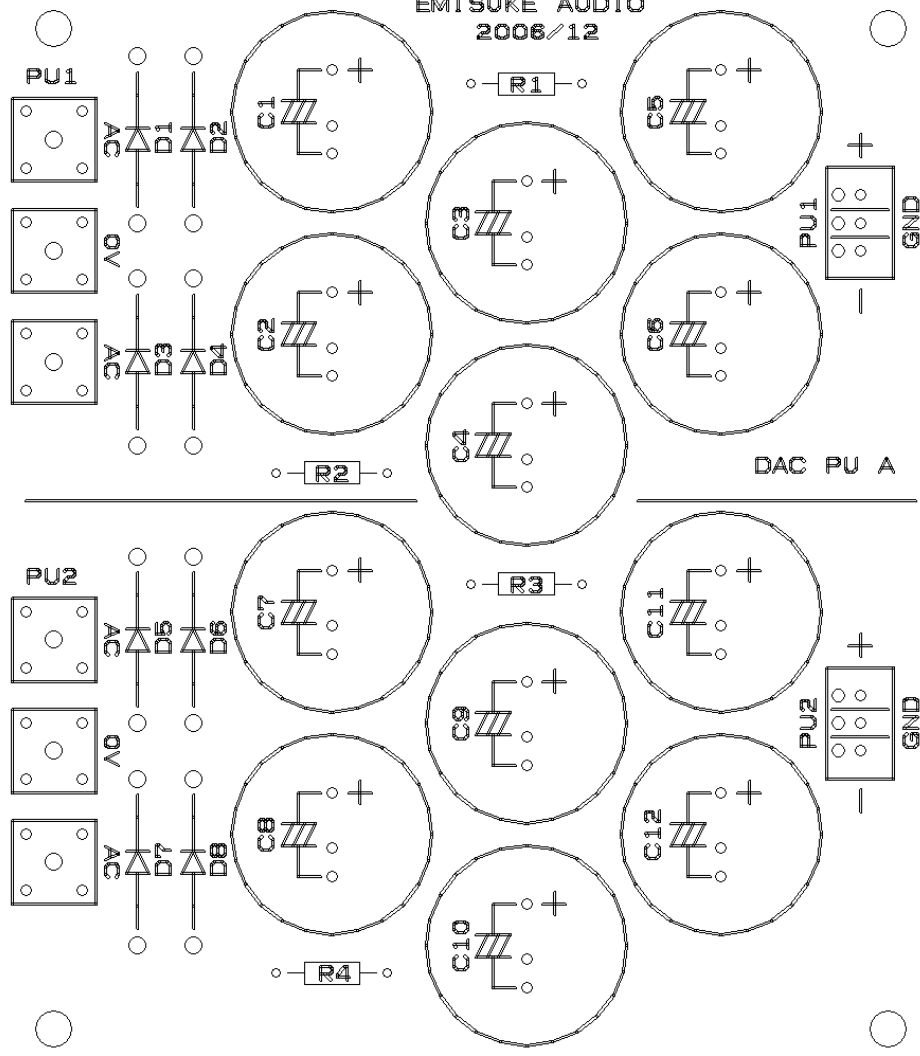 EMISUKE AUDIO
2006/12
PU1
AC
D1
D2
C1
+
R1
C5
+
+
C3
+
PU1
GND
0V
C2
+
C6
+
−
AC
D3
D4
C4
+
R2
DAC PU A
PU2
AC
D5
D6
C7
+
R3
C11
+
+
C9
+
PU2
GND
0V
C8
+
C12
+
−
AC
D7
D8
C10
+
R4